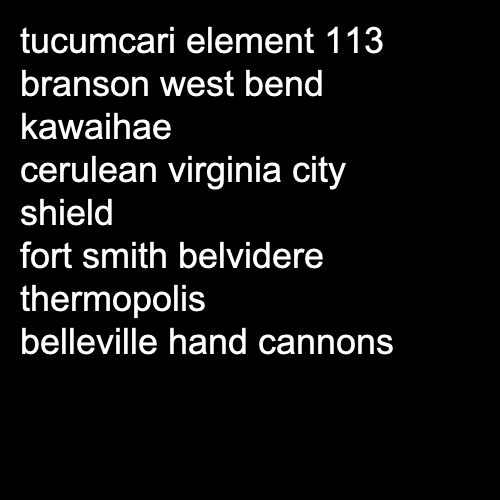 tucumcari element 113
branson west bend
kawaihae
cerulean virginia city
shield
fort smith belvidere
thermopolis
belleville hand cannons